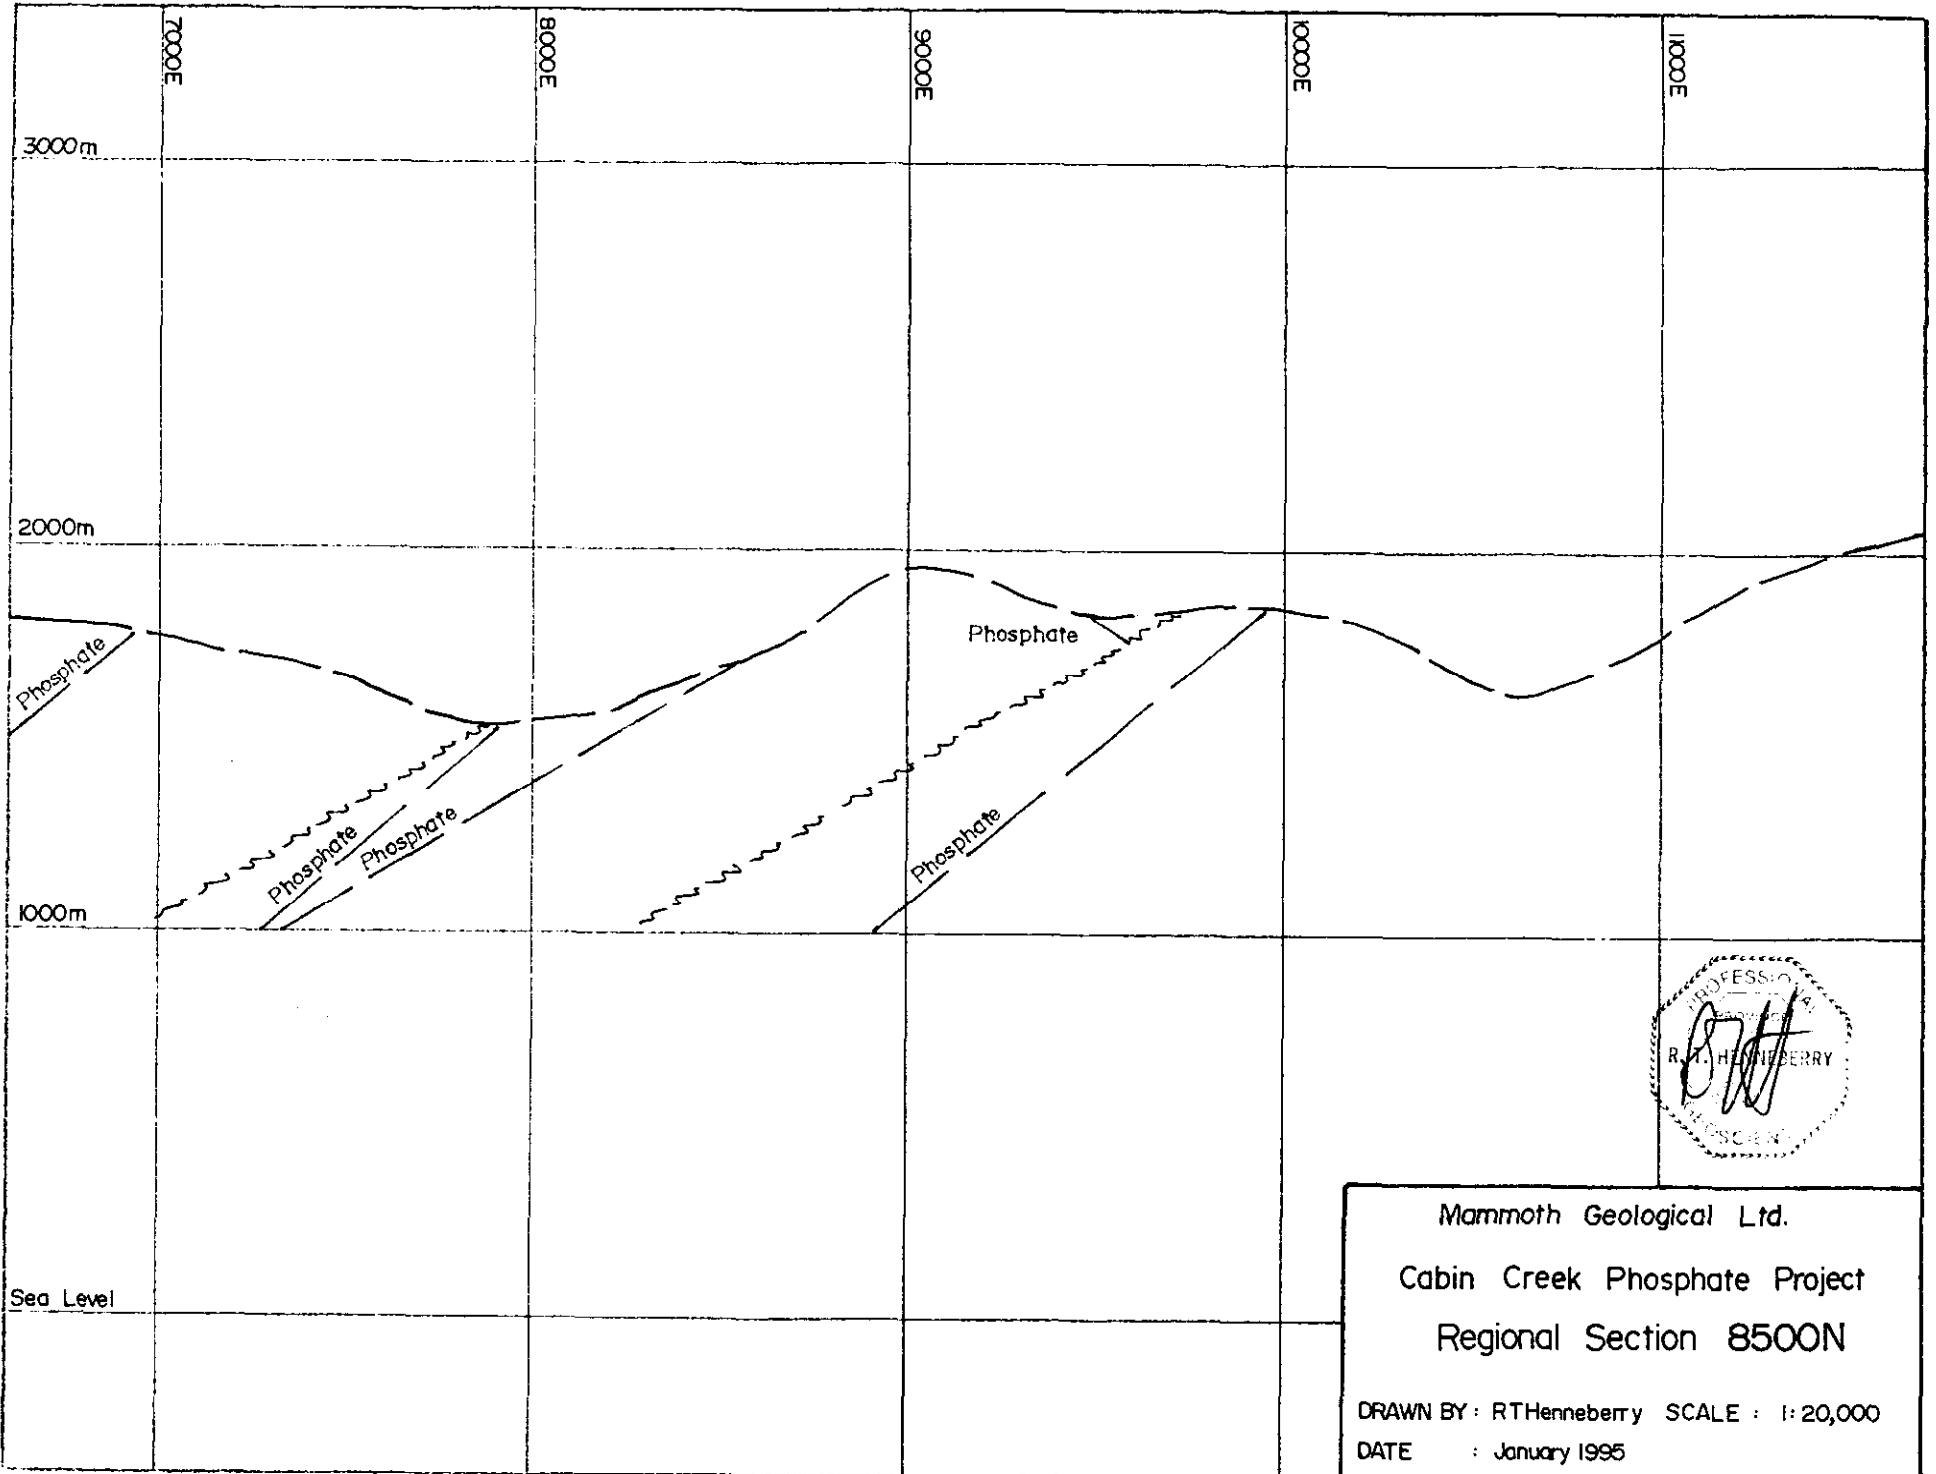 7000E
8000E
9000E
10000E
11000E
3000m
2000m
Phosphate
Phosphate
Phosphate
Phosphate
Phosphate
1000m
Sea Level
PROFESSIONAL
R. T. HENNEBERRY
Mammoth Geological Ltd.
Cabin Creek Phosphate Project
Regional Section 8500N
DRAWN BY : RTHenneberry SCALE : 1:20,000
DATE : January 1995